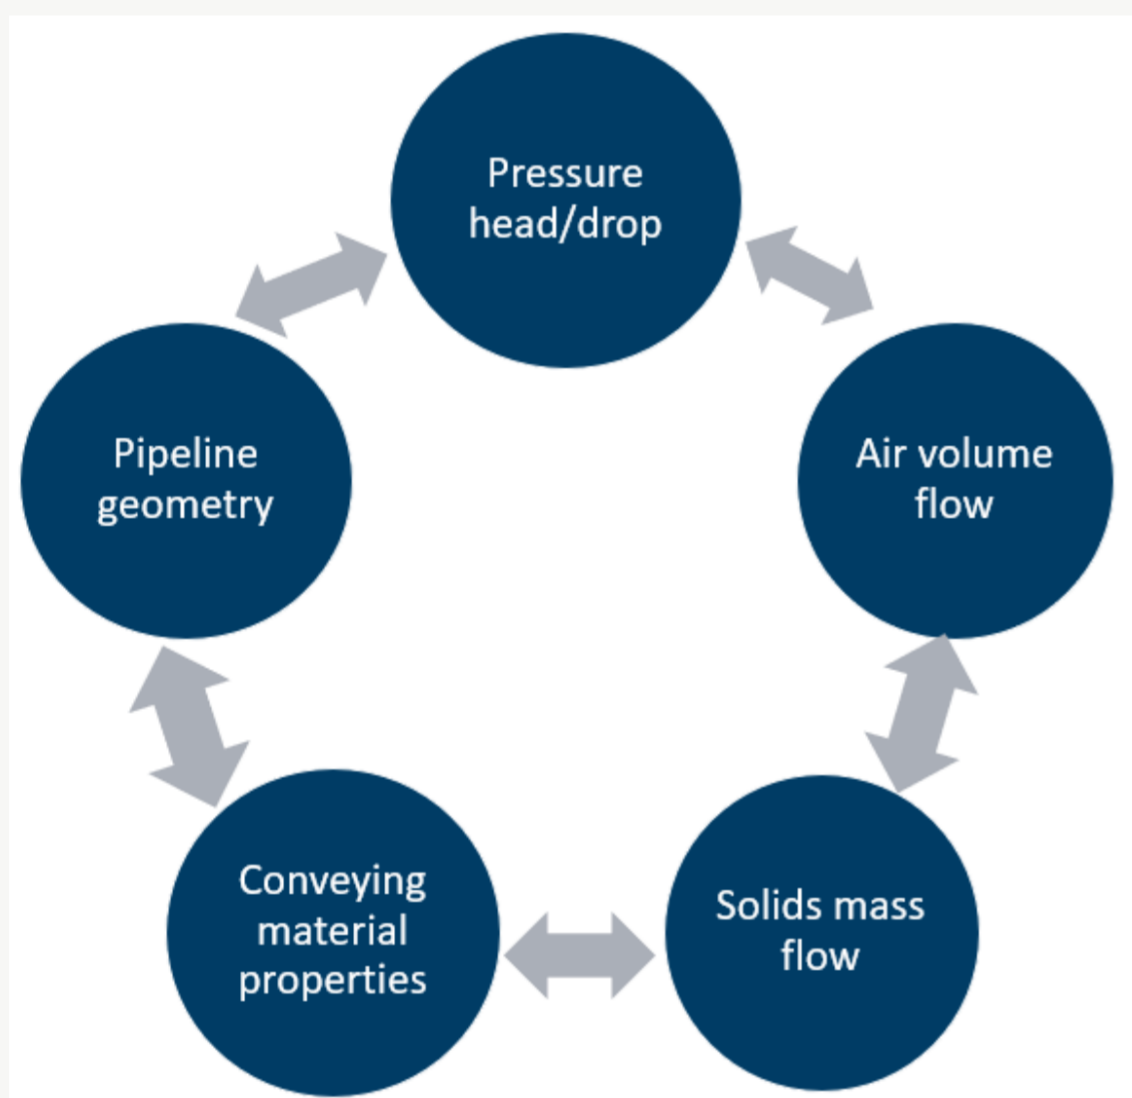 Pressure
head/drop
Pipeline
geometry
Air volume
flow
Conveying
material
properties
Solids mass
flow